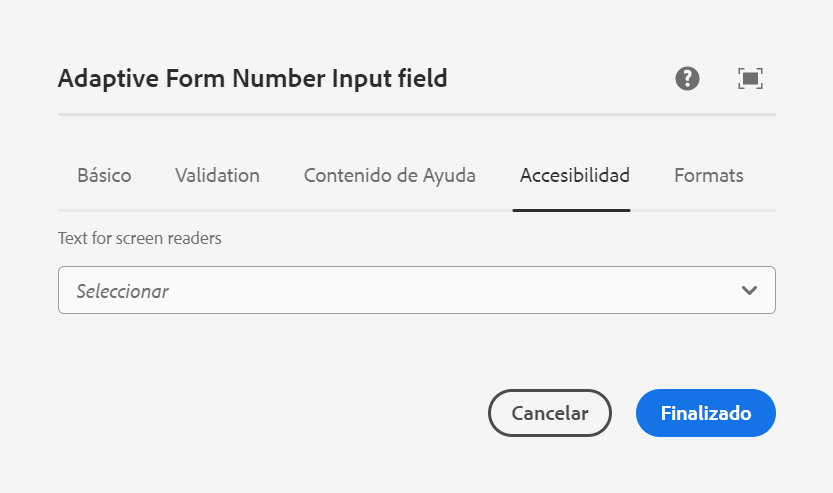 Adaptive Form Number Input field
Básico Validation Contenido de Ayuda Accesibilidad Formats
Text for screen readers
Seleccionar
Cancelar Finalizado